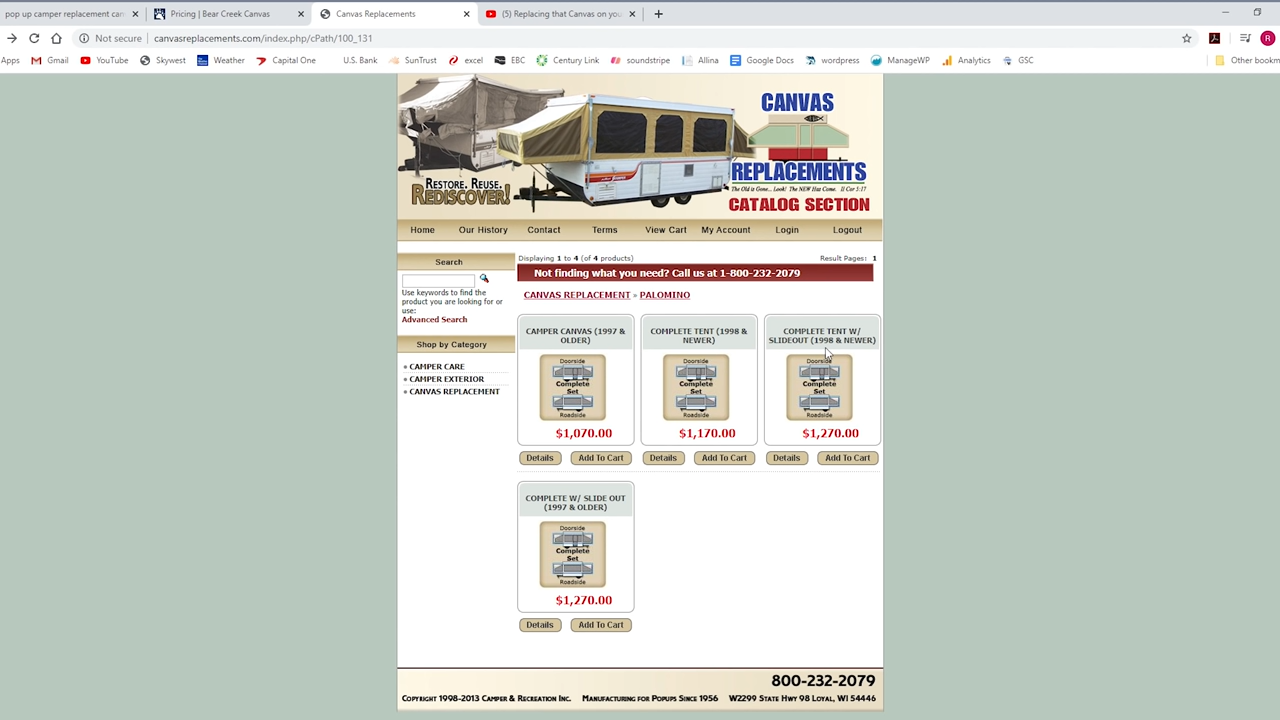 pop up camper replacement can
Pricing | Bear Creek Canvas
Canvas Replacements
(5) Replacing that Canvas on you
Not secure
canvasreplacements.com/index.php/cPath/100_131
R
Apps
Gmail
YouTube
Skywest
Weather
Capital One
U.S. Bank
SunTrust
excel
EBC
Century Link
soundstripe
Allina
Google Docs
wordpress
ManageWP
Analytics
GSC
Other bookm
RESTORE. REUSE.
REDISCOVER!
CANVAS
REPLACEMENTS
The Old is Gone... Look! The NEW Has Come. II Cor 5:17
CATALOG SECTION
Home
Our History
Contact
Terms
View Cart
My Account
Login
Logout
Search
Use keywords to find the
product you are looking for or
use:
Advanced Search
Shop by Category
CAMPER CARE
CAMPER EXTERIOR
CANVAS REPLACEMENT
Displaying 1 to 4 (of 4 products)
Result Pages: 1
Not finding what you need? Call us at 1-800-232-2079
CANVAS REPLACEMENT » PALOMINO
CAMPER CANVAS (1997 &
OLDER)
Doorside
Complete
Set
Roadside
$1,070.00
Details
Add To Cart
COMPLETE TENT (1998 &
NEWER)
Doorside
Complete
Set
Roadside
$1,170.00
Details
Add To Cart
COMPLETE TENT W/
SLIDEOUT (1998 & NEWER)
Doorside
Complete
Set
Roadside
$1,270.00
Details
Add To Cart
COMPLETE W/ SLIDE OUT
(1997 & OLDER)
Doorside
Complete
Set
Roadside
$1,270.00
Details
Add To Cart
800-232-2079
COPYRIGHT 1998-2013 CAMPER & RECREATION INC. MANUFACTURING FOR POPUPS SINCE 1956 W2299 STATE HWY 98 LOYAL, WI 54446